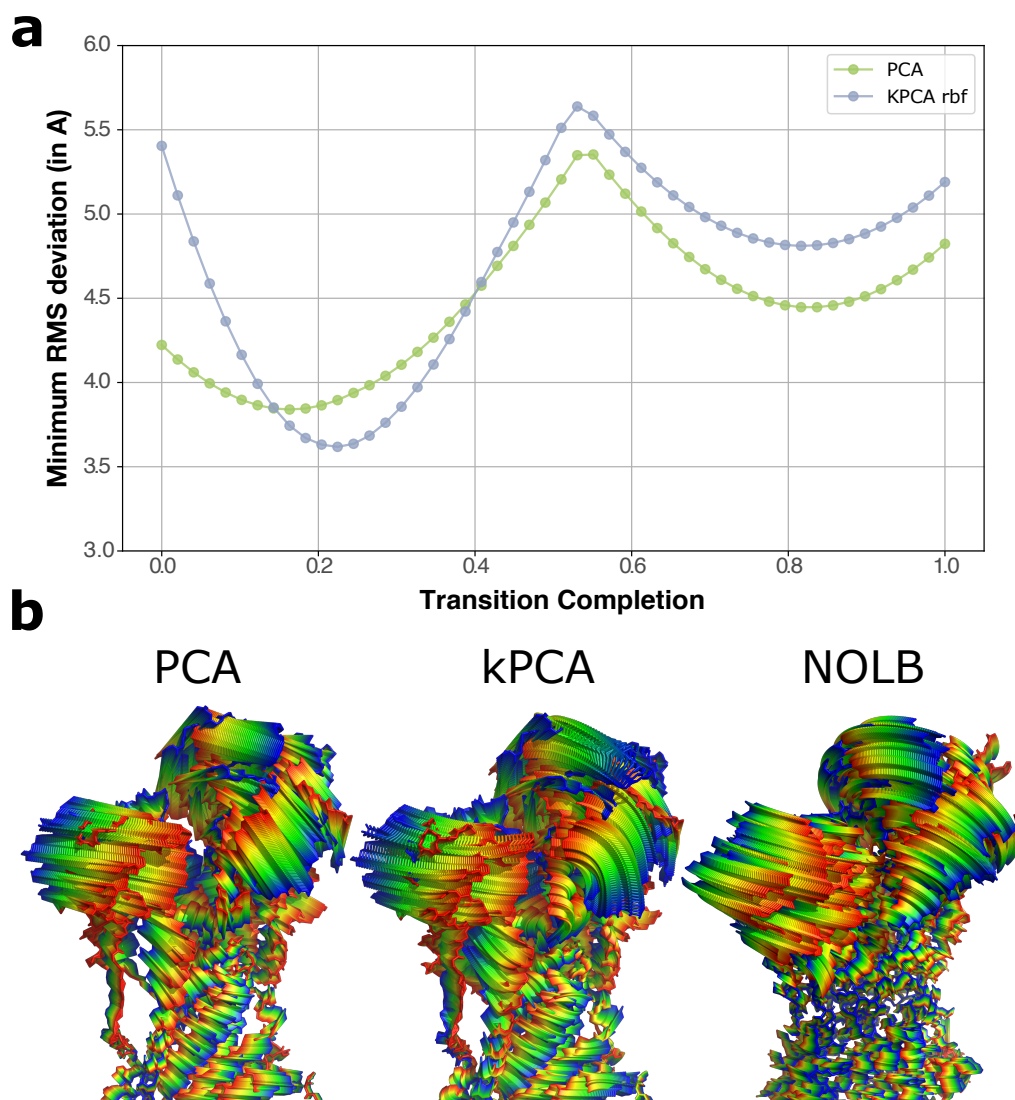 a
6.0
5.5
5.0
4.5
4.0
3.5
3.0
Minimum RMS deviation (in A)
PCA
KPCA rbf
0.0 0.2 0.4 0.6 0.8 1.0
Transition Completion
b
PCA kPCA NOLB